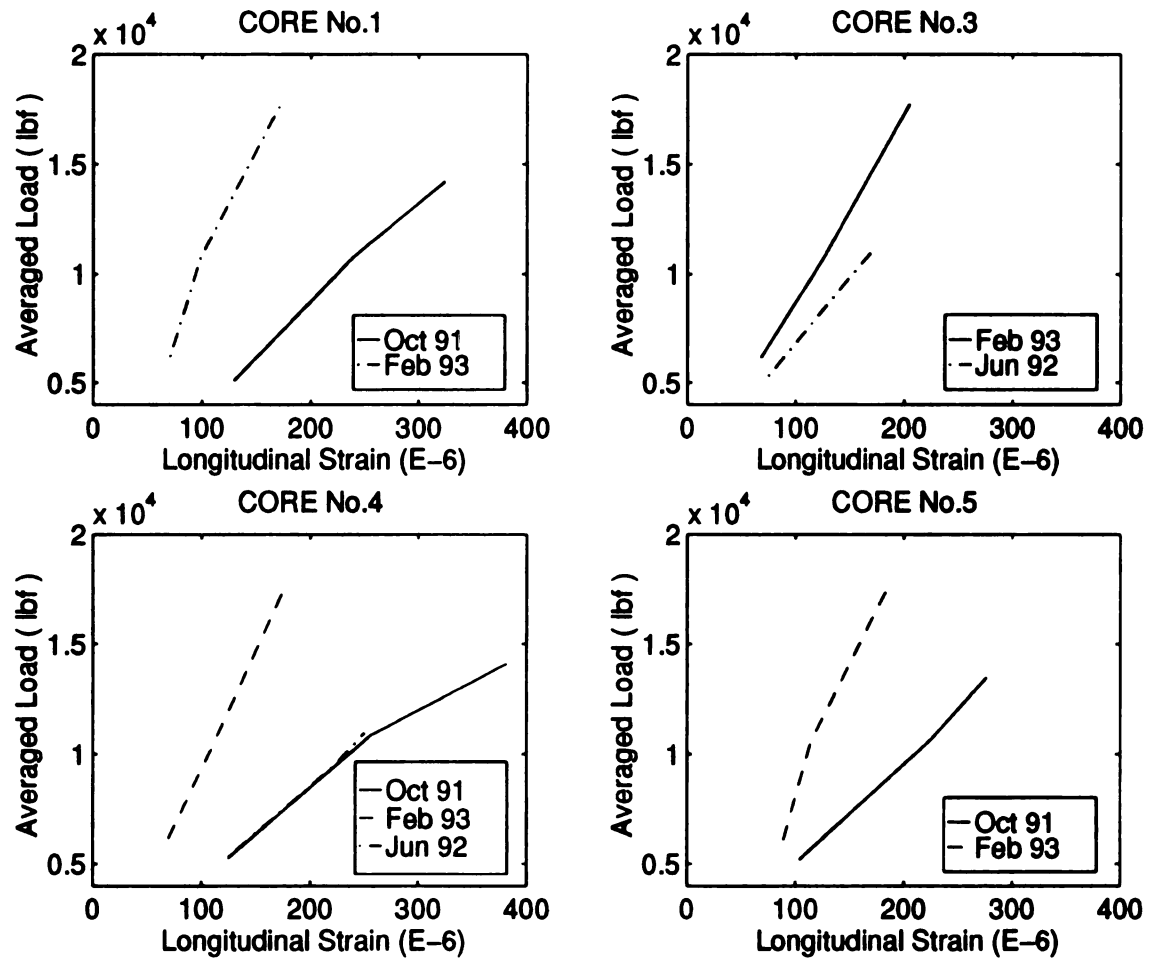 CORE No.1
x 10^4
2
1.5
1
0.5
Averaged Load ( lbf )
Oct 91
Feb 93
0 100 200 300 400
Longitudinal Strain (E−6)
CORE No.3
x 10^4
2
1.5
1
0.5
Averaged Load ( lbf )
Feb 93
Jun 92
0 100 200 300 400
Longitudinal Strain (E−6)
CORE No.4
x 10^4
2
1.5
1
0.5
Averaged Load ( lbf )
Oct 91
Feb 93
Jun 92
0 100 200 300 400
Longitudinal Strain (E−6)
CORE No.5
x 10^4
2
1.5
1
0.5
Averaged Load ( lbf )
Oct 91
Feb 93
0 100 200 300 400
Longitudinal Strain (E−6)